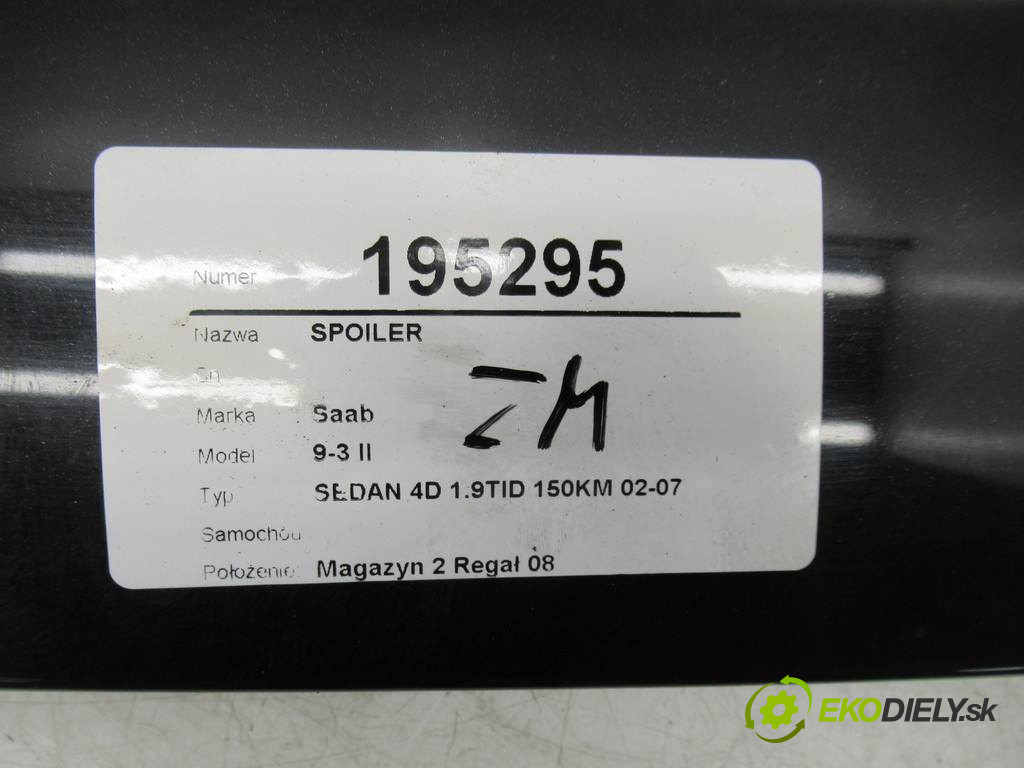 Numer 195295
Nazwa SPOILER
Marka Saab
Model 9-3 II
Typ SEDAN 4D 1.9TID 150KM 02-07
Samochód
Położenie Magazyn 2 Regał 08
EKODIELY.sk